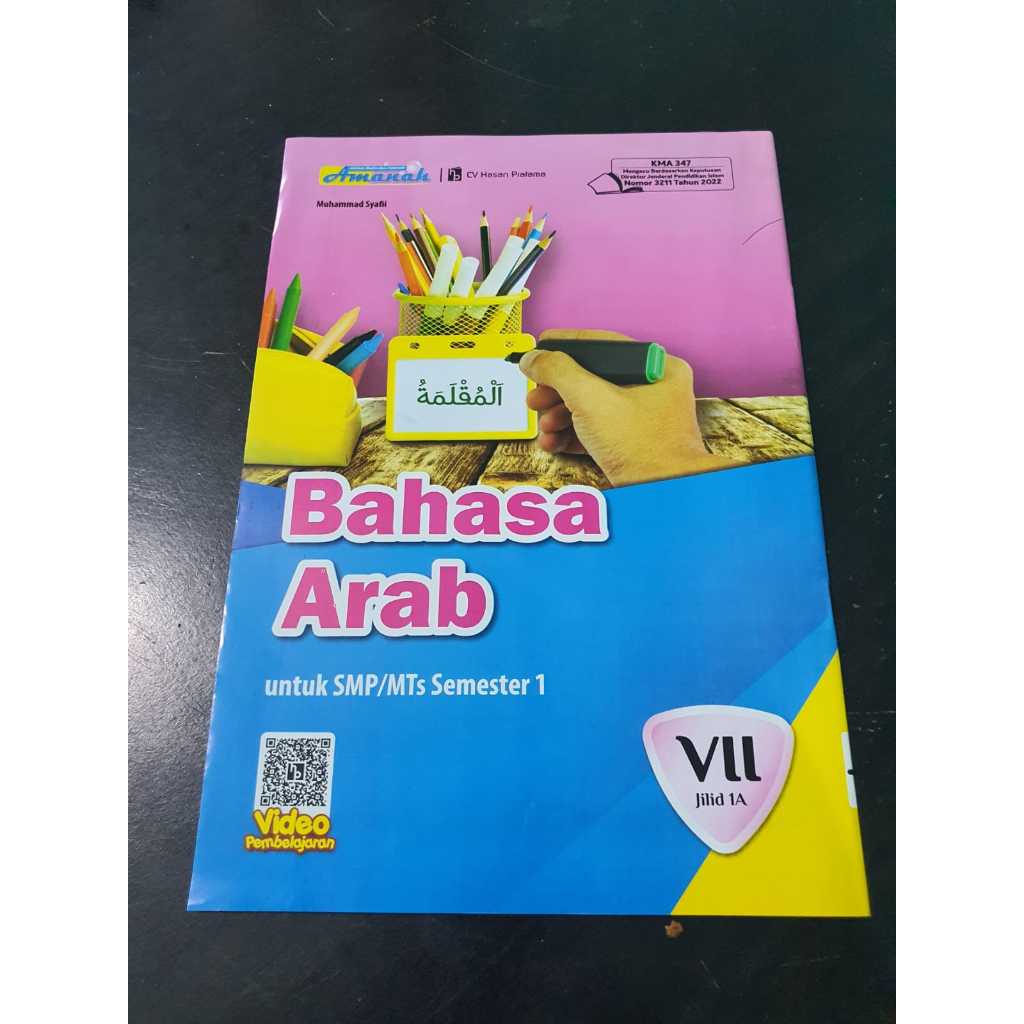 Amanah
CV Hasan Pratama
KMA 347
Mengacu Berdasarkan Keputusan
Direktur Jenderal Pendidikan Islam
Nomor 3211 Tahun 2022
Muhammad Syafii
اَلْمُقْلَمَةُ
Bahasa
Arab
untuk SMP/MTs Semester 1
VII
Jilid 1A
Video
Pembelajaran